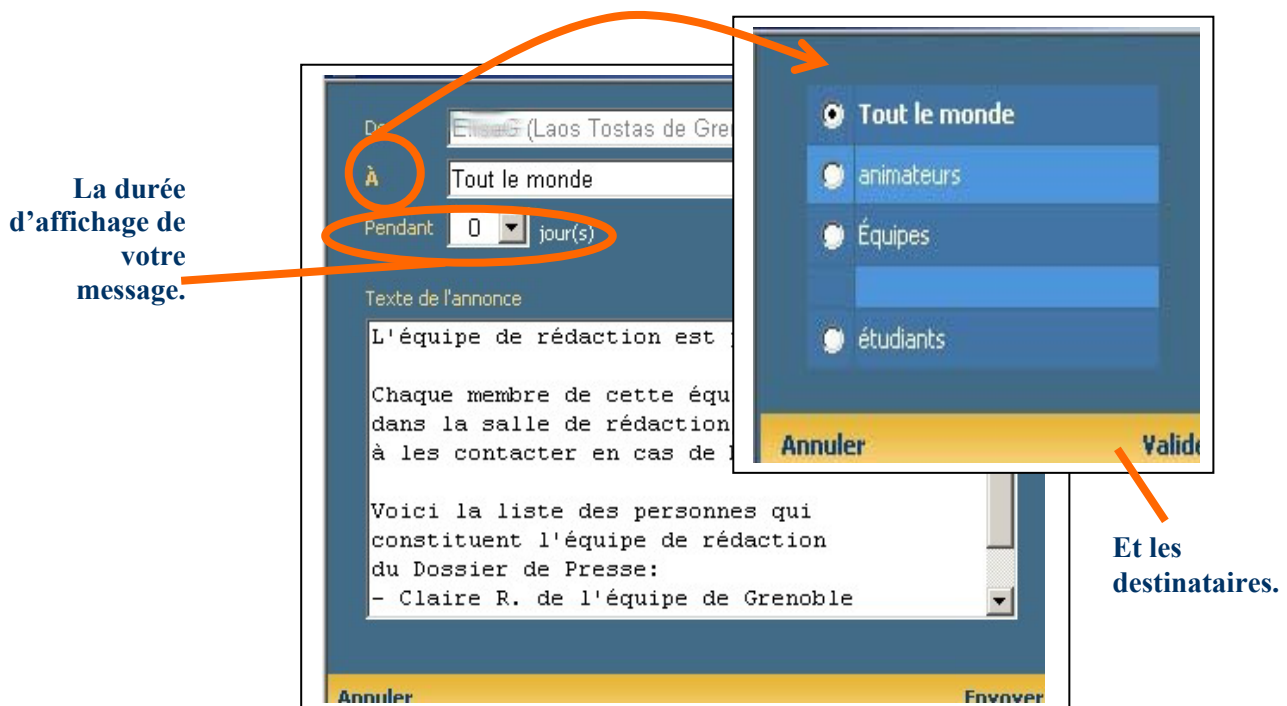 La durée
d’affichage de
votre
message.
De
EliseG (Laos Tostas de Gre
À
Tout le monde
Pendant 0 jour(s)
Texte de l'annonce
L'équipe de rédaction est
Chaque membre de cette équ
dans la salle de rédaction
à les contacter en cas de
Voici la liste des personnes qui
constituent l'équipe de rédaction
du Dossier de Presse:
- Claire R. de l'équipe de Grenoble
Annuler Envoyer
Tout le monde
animateurs
Équipes
étudiants
Annuler Valide
Et les
destinataires.